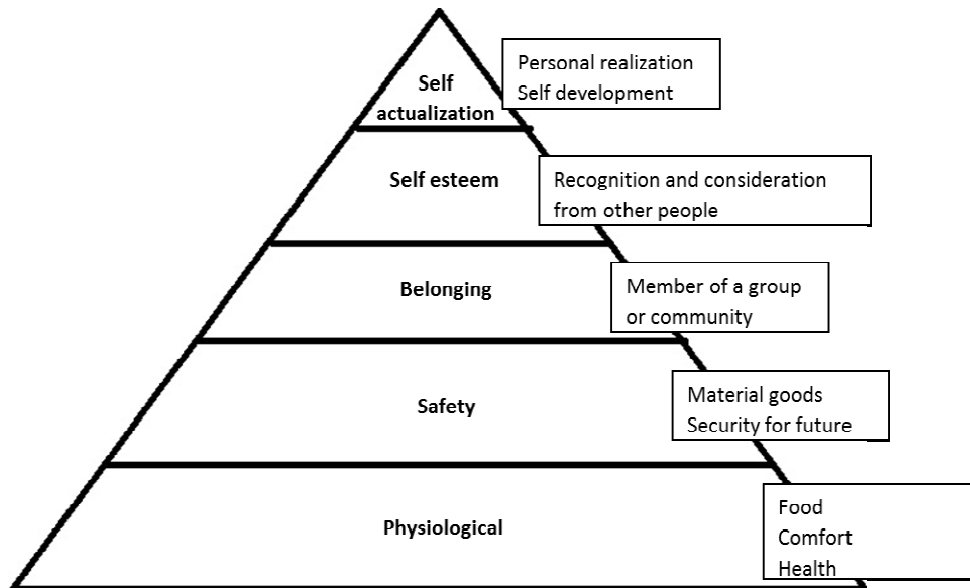 Self
actualization
Personal realization
Self development
Self esteem
Recognition and consideration
from other people
Belonging
Member of a group
or community
Safety
Material goods
Security for future
Physiological
Food
Comfort
Health